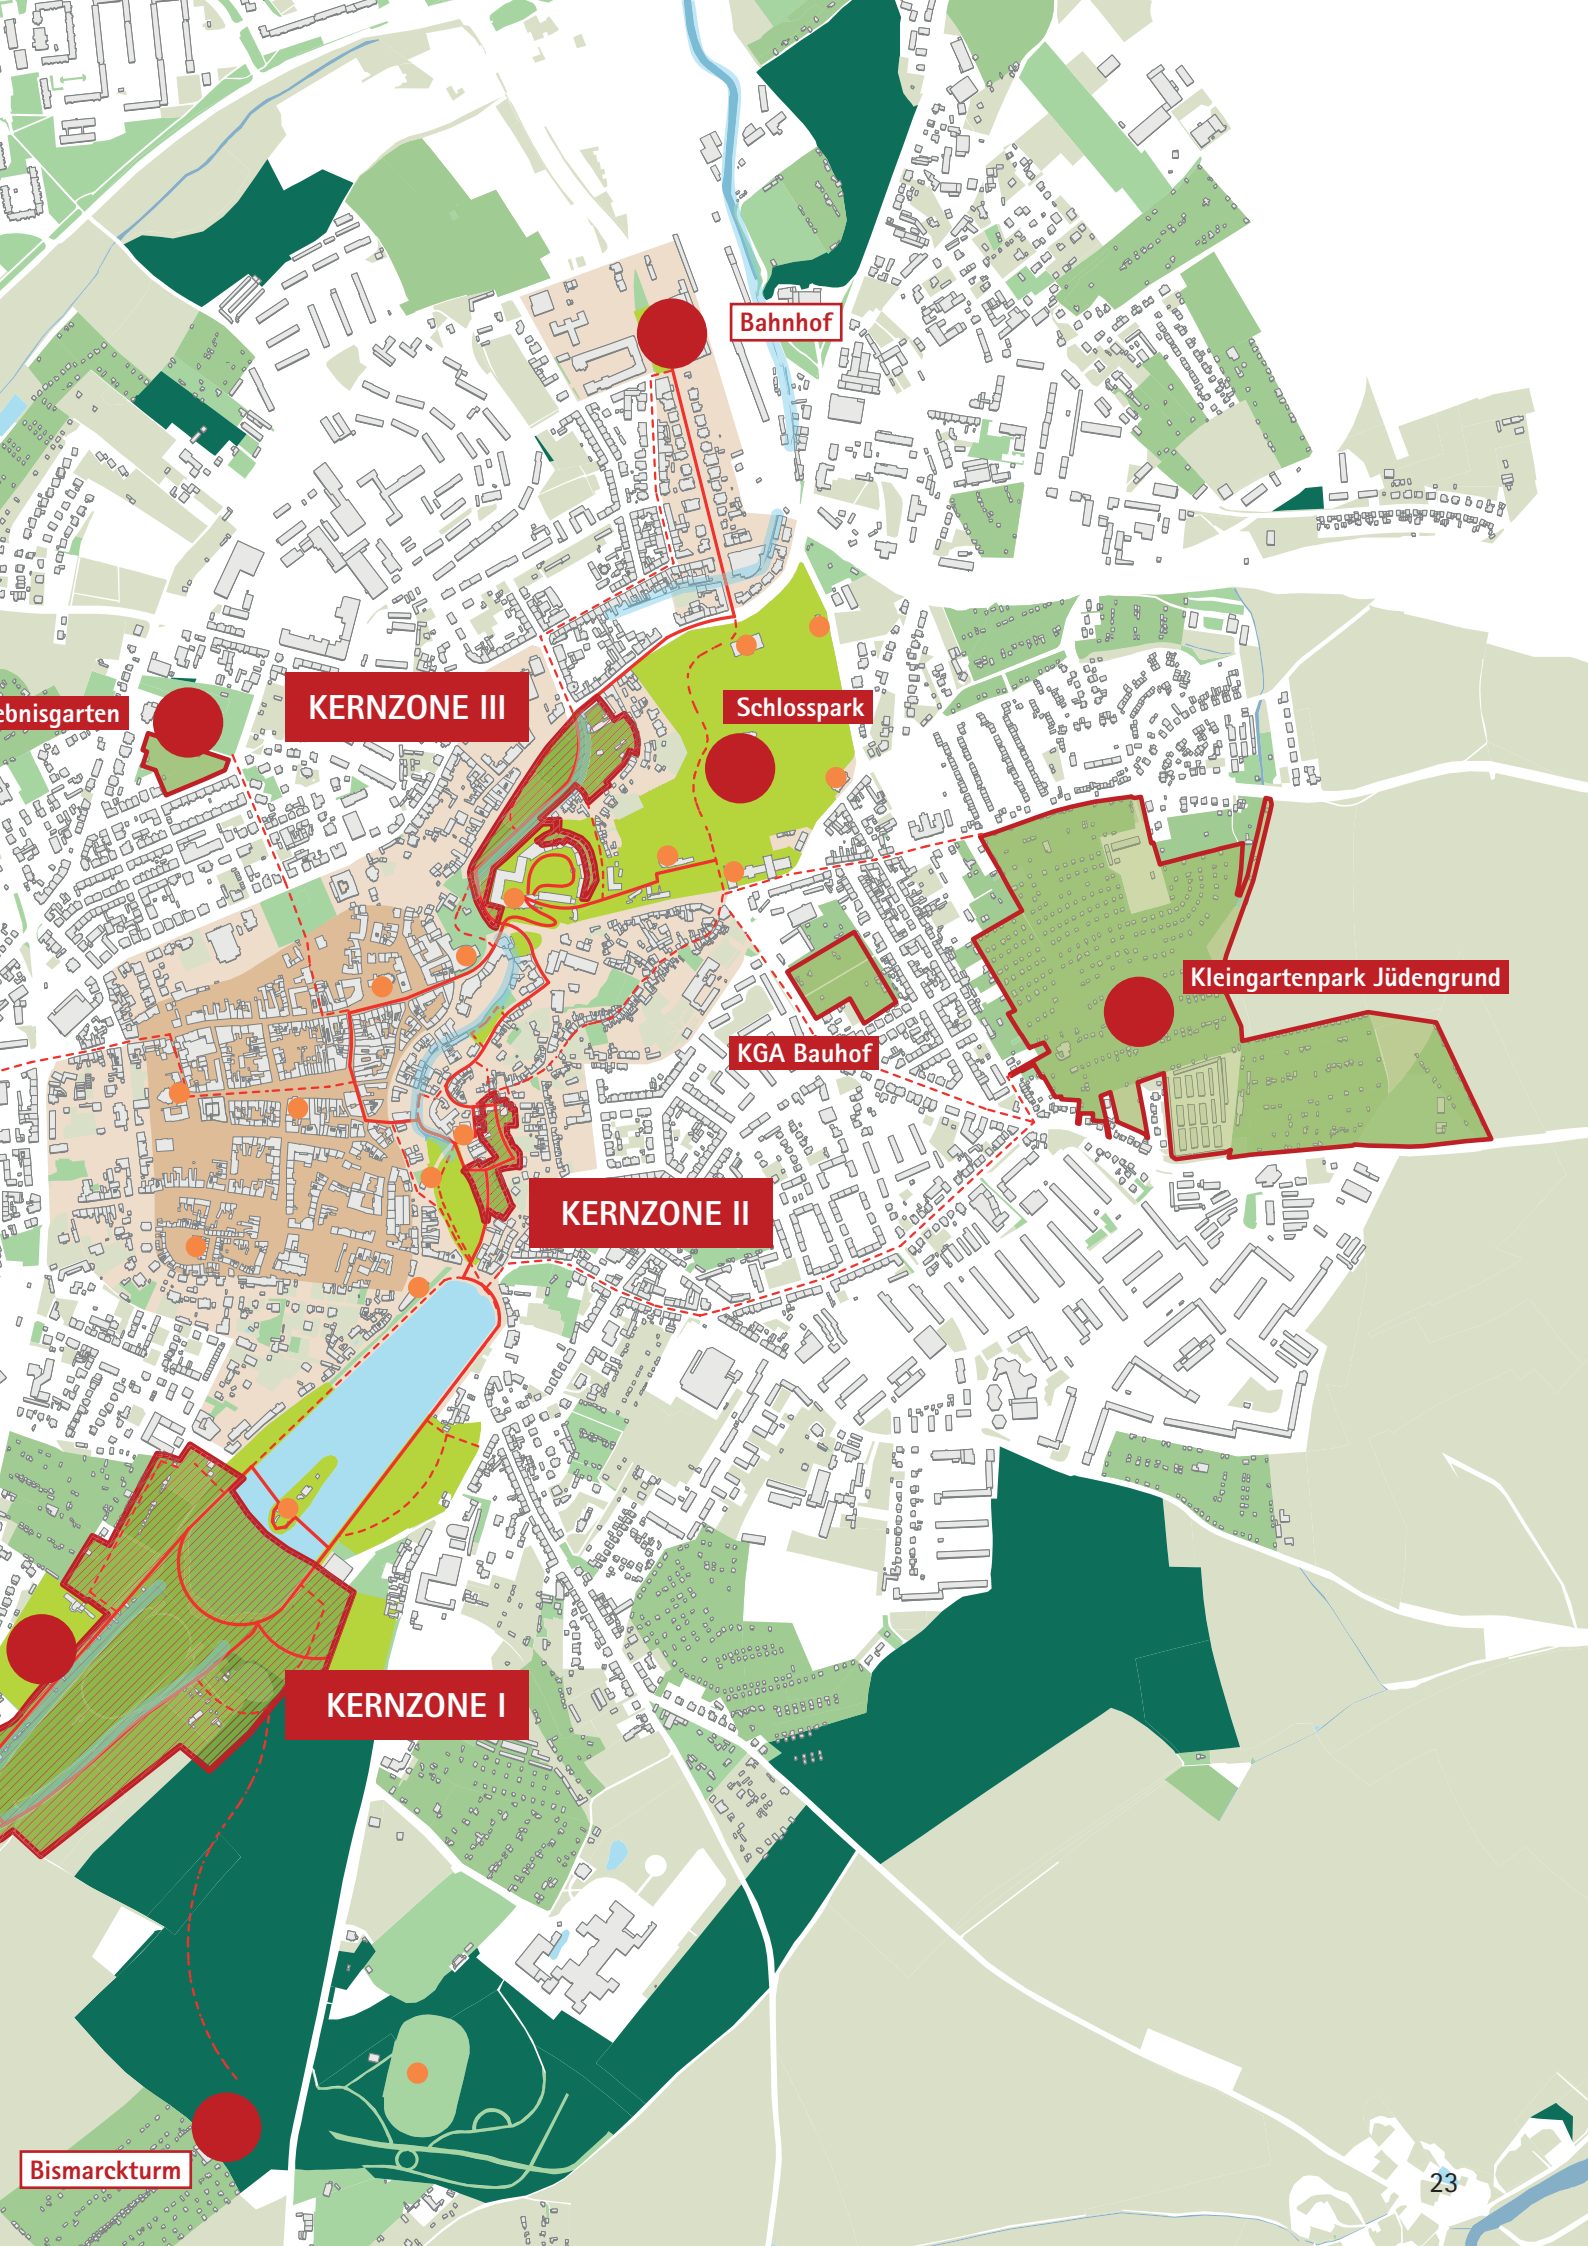 Bahnhof
ebnisgarten
KERNZONE III
Schlosspark
Kleingartenpark Jüdengrund
KGA Bauhof
KERNZONE II
KERNZONE I
Bismarckturm
23